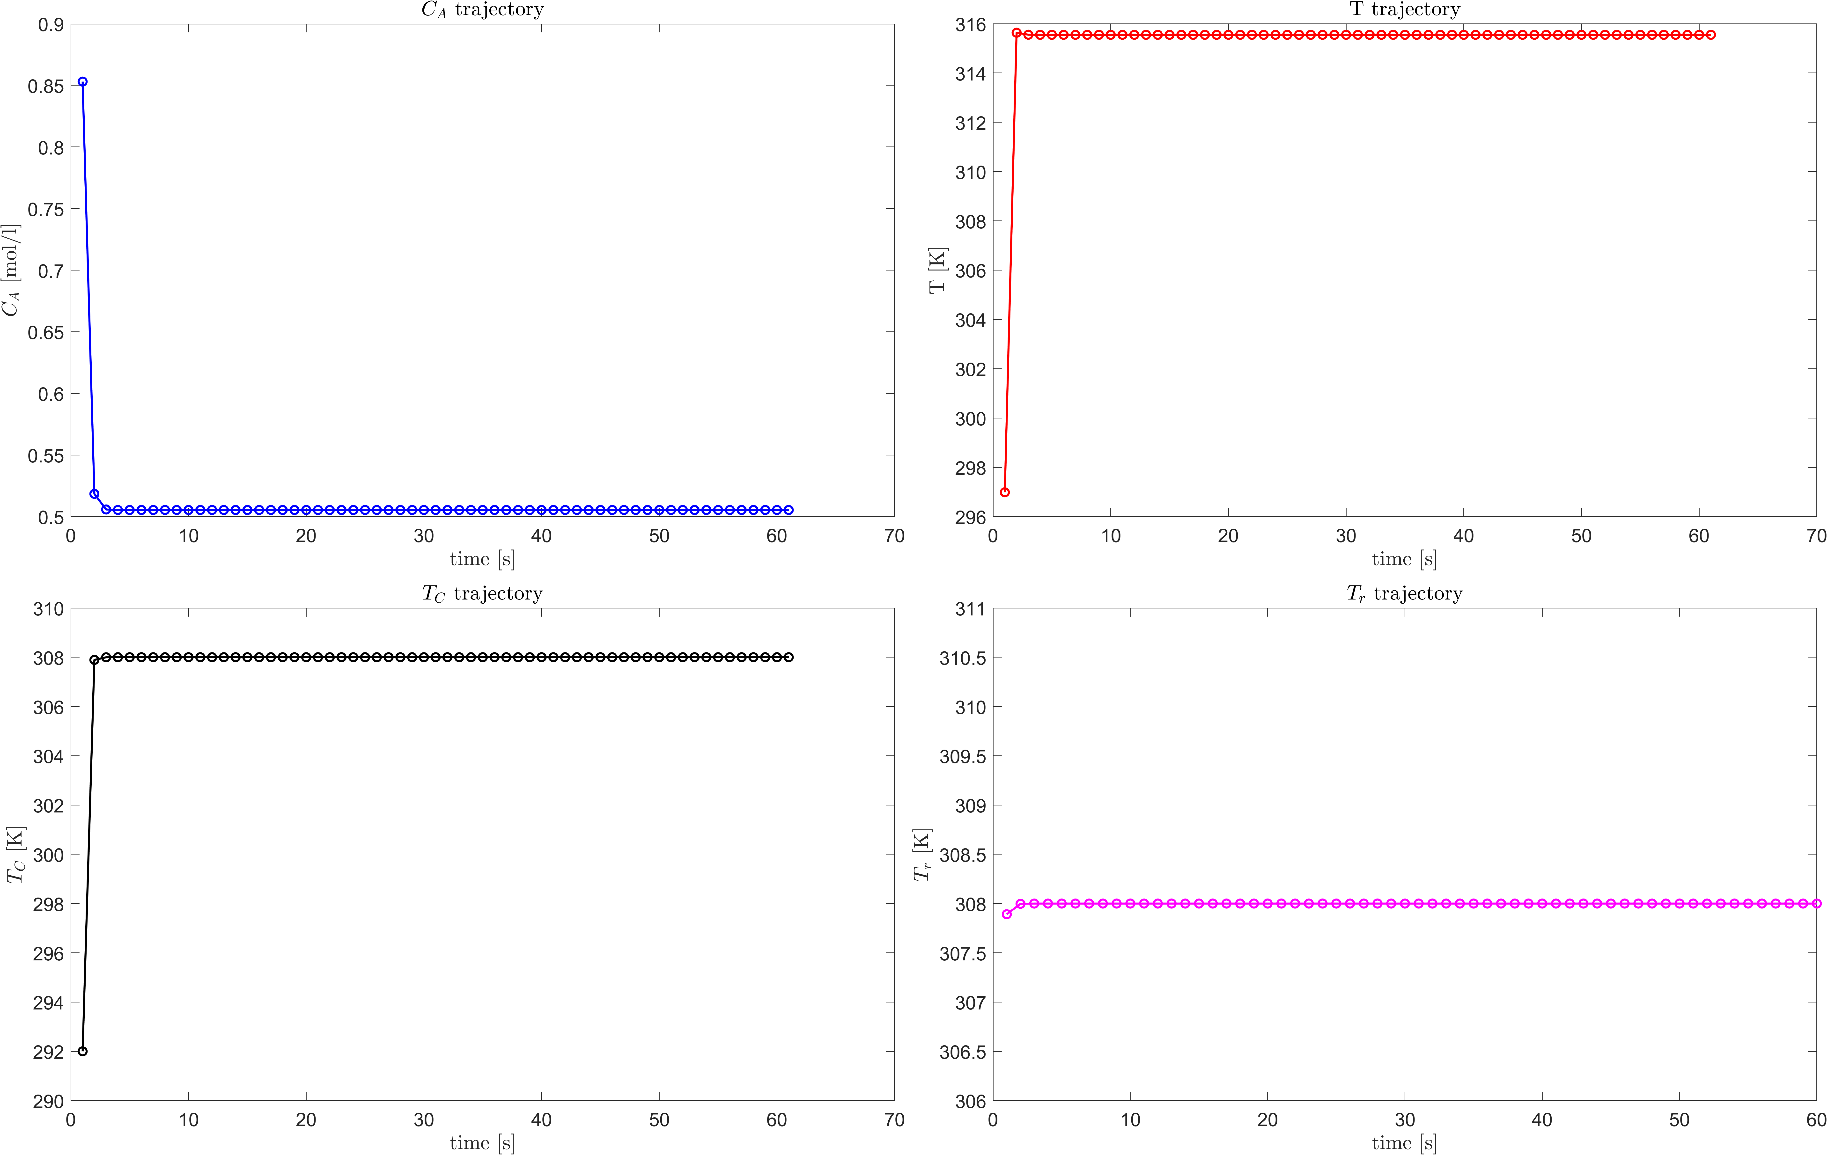 C_A trajectory
0.9
0.85
0.8
0.75
0.7
0.65
0.6
0.55
0.5
C_A [mol/l]
0 10 20 30 40 50 60 70
time [s]
T trajectory
316
314
312
310
308
306
304
302
300
298
296
T [K]
0 10 20 30 40 50 60 70
time [s]
T_C trajectory
310
308
306
304
302
300
298
296
294
292
290
T_C [K]
0 10 20 30 40 50 60 70
time [s]
T_r trajectory
311
310.5
310
309.5
309
308.5
308
307.5
307
306.5
306
T_r [K]
0 10 20 30 40 50 60
time [s]